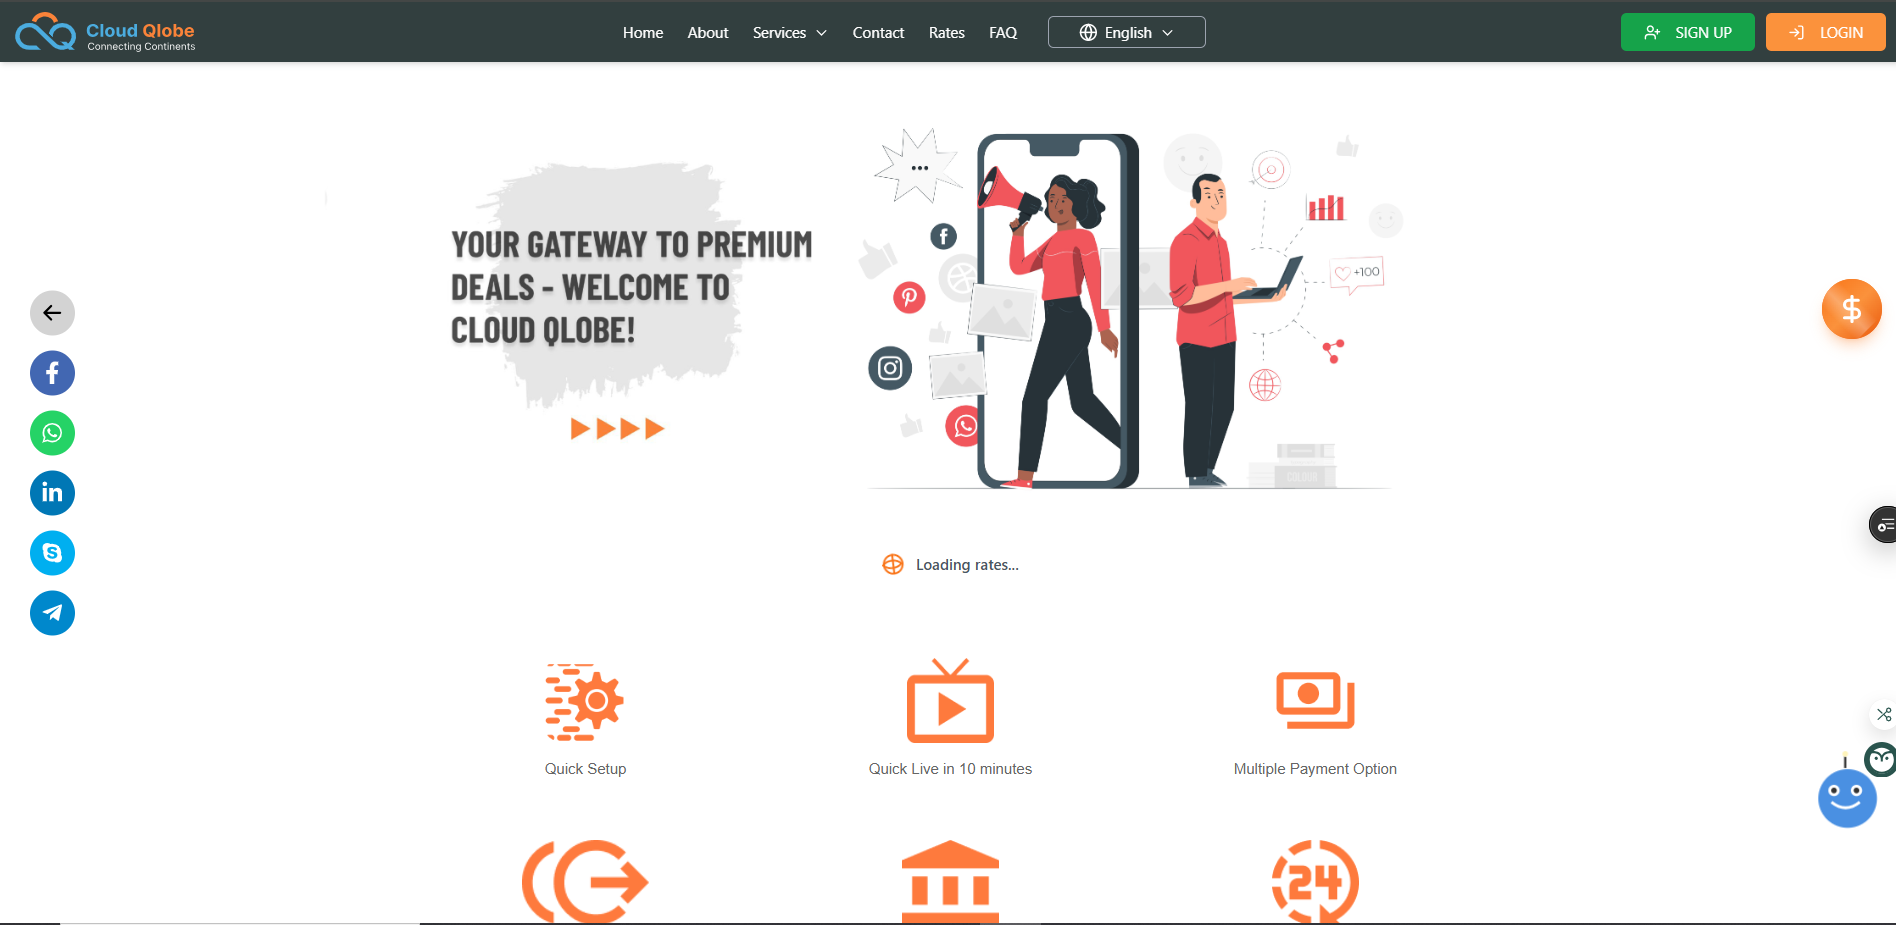 Cloud Qlobe
Connecting Continents
Home About Services Contact Rates FAQ English SIGN UP LOGIN
YOUR GATEWAY TO PREMIUM
DEALS - WELCOME TO
CLOUD QLOBE!
+100
COLOUR
$
Loading rates...
Quick Setup
Quick Live in 10 minutes
Multiple Payment Option
24